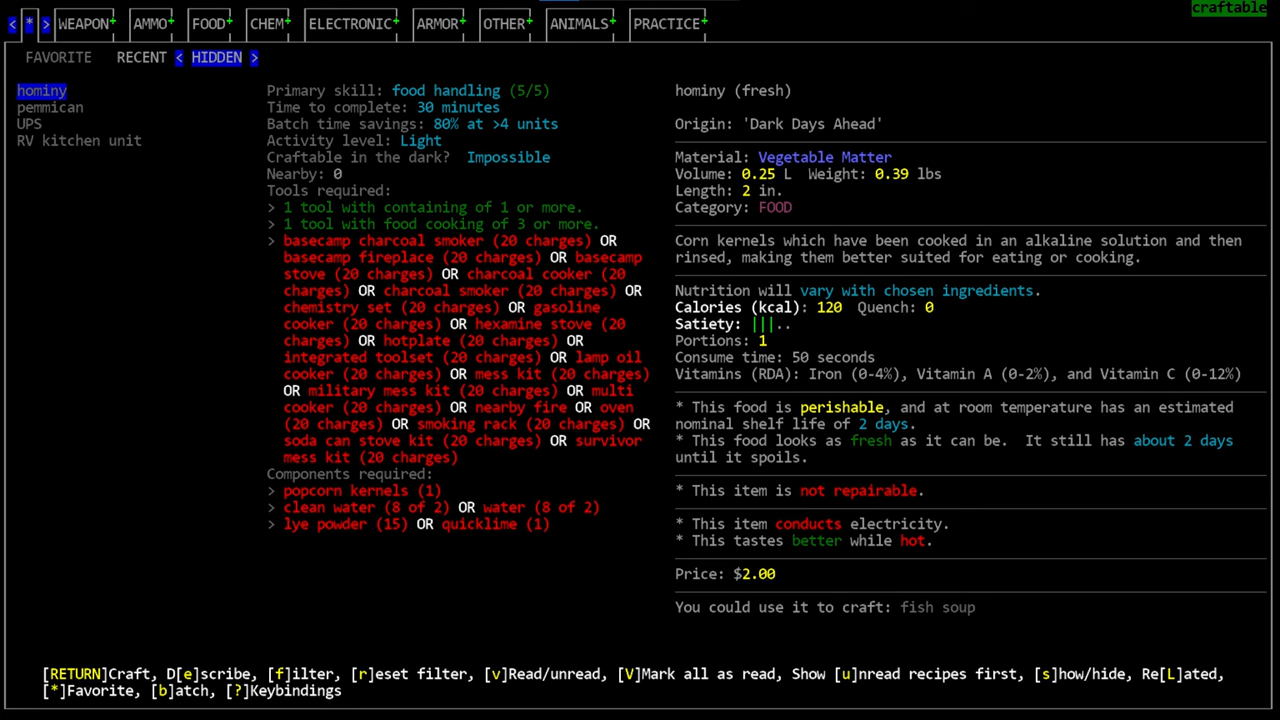 craftable
< * > WEAPON+ AMMO+ FOOD+ CHEM+ ELECTRONIC+ ARMOR+ OTHER+ ANIMALS+ PRACTICE+
FAVORITE RECENT < HIDDEN >
hominy
pemmican
UPS
RV kitchen unit
Primary skill: food handling (5/5)
Time to complete: 30 minutes
Batch time savings: 80% at >4 units
Activity level: Light
Craftable in the dark? Impossible
Nearby: 0
Tools required:
> 1 tool with containing of 1 or more.
> 1 tool with food cooking of 3 or more.
> basecamp charcoal smoker (20 charges) OR
basecamp fireplace (20 charges) OR basecamp
stove (20 charges) OR charcoal cooker (20
charges) OR charcoal smoker (20 charges) OR
chemistry set (20 charges) OR gasoline
cooker (20 charges) OR hexamine stove (20
charges) OR hotplate (20 charges) OR
integrated toolset (20 charges) OR lamp oil
cooker (20 charges) OR mess kit (20 charges)
OR military mess kit (20 charges) OR multi
cooker (20 charges) OR nearby fire OR oven
(20 charges) OR smoking rack (20 charges) OR
soda can stove kit (20 charges) OR survivor
mess kit (20 charges)
Components required:
> popcorn kernels (1)
> clean water (8 of 2) OR water (8 of 2)
> lye powder (15) OR quicklime (1)
hominy (fresh)
Origin: 'Dark Days Ahead'
Material: Vegetable Matter
Volume: 0.25 L Weight: 0.39 lbs
Length: 2 in.
Category: FOOD
Corn kernels which have been cooked in an alkaline solution and then
rinsed, making them better suited for eating or cooking.
Nutrition will vary with chosen ingredients.
Calories (kcal): 120 Quench: 0
Satiety: |||..
Portions: 1
Consume time: 50 seconds
Vitamins (RDA): Iron (0-4%), Vitamin A (0-2%), and Vitamin C (0-12%)
* This food is perishable, and at room temperature has an estimated
nominal shelf life of 2 days.
* This food looks as fresh as it can be. It still has about 2 days
until it spoils.
* This item is not repairable.
* This item conducts electricity.
* This tastes better while hot.
Price: $2.00
You could use it to craft: fish soup
[RETURN]Craft, D[e]scribe, [f]ilter, [r]eset filter, [v]Read/unread, [V]Mark all as read, Show [u]nread recipes first, [s]how/hide, Re[L]ated,
[*]Favorite, [b]atch, [?]Keybindings